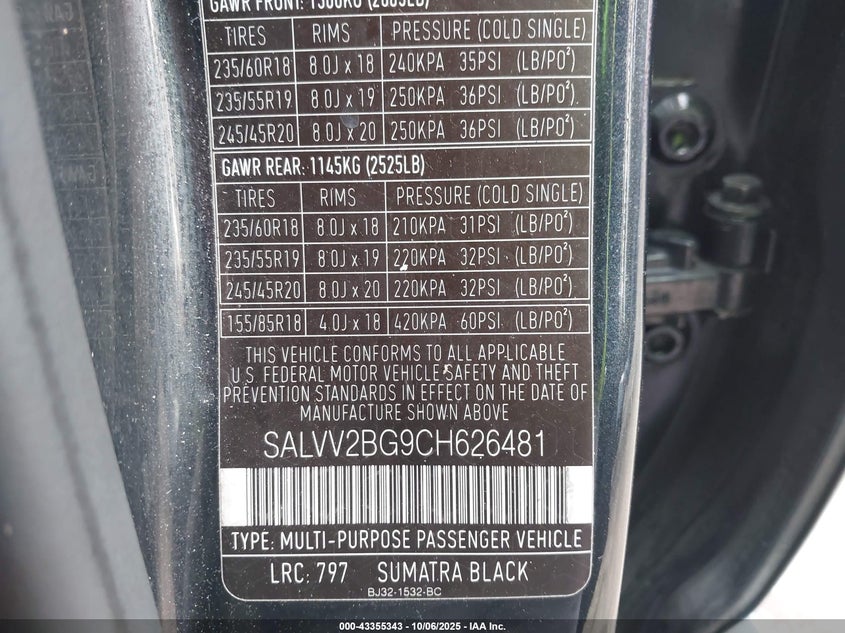 GAWR FRONT: 1300KG (2865LB)
TIRES RIMS PRESSURE (COLD SINGLE)
235/60R18 8.0J x 18 240KPA 35PSI (LB/PO²)
235/55R19 8.0J x 19 250KPA 36PSI (LB/PO²)
245/45R20 8.0J x 20 250KPA 36PSI (LB/PO²)
GAWR REAR: 1145KG (2525LB)
TIRES RIMS PRESSURE (COLD SINGLE)
235/60R18 8.0J x 18 210KPA 31PSI (LB/PO²)
235/55R19 8.0J x 19 220KPA 32PSI (LB/PO²)
245/45R20 8.0J x 20 220KPA 32PSI (LB/PO²)
155/85R18 4.0J x 18 420KPA 60PSI (LB/PO²)
THIS VEHICLE CONFORMS TO ALL APPLICABLE
U.S. FEDERAL MOTOR VEHICLE SAFETY AND THEFT
PREVENTION STANDARDS IN EFFECT ON THE DATE OF
MANUFACTURE SHOWN ABOVE
SALVV2BG9CH626481
TYPE: MULTI-PURPOSE PASSENGER VEHICLE
LRC: 797 SUMATRA BLACK
BJ32-1532-BC
000-43355343 - 10/06/2025 - IAA Inc.